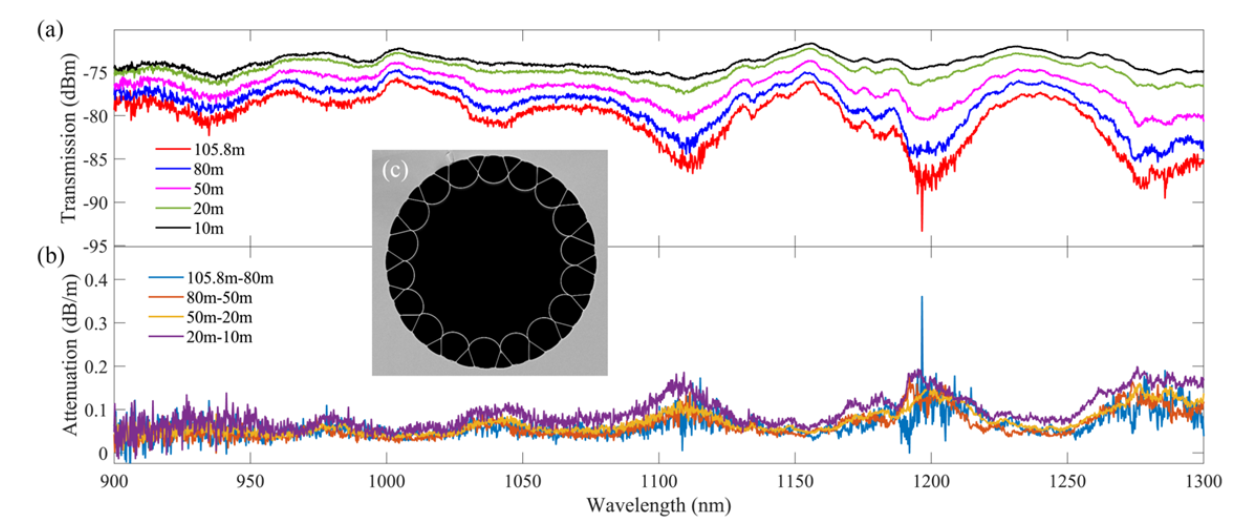 (a)
Transmission (dBm)
-75
-80
-85
-90
-95
105.8m
80m
50m
20m
10m
(c)
(b)
Attenuation (dB/m)
0.4
0.3
0.2
0.1
0
105.8m-80m
80m-50m
50m-20m
20m-10m
900 950 1000 1050 1100 1150 1200 1250 1300
Wavelength (nm)